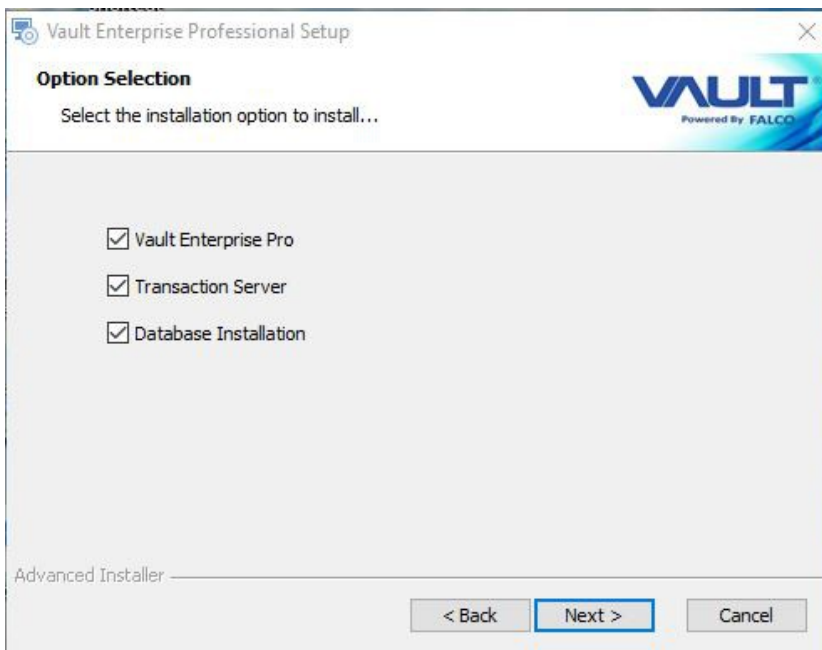 Vault Enterprise Professional Setup
Option Selection
Select the installation option to install...
VAULT
Powered By FALCO
Vault Enterprise Pro
Transaction Server
Database Installation
Advanced Installer
< Back
Next >
Cancel